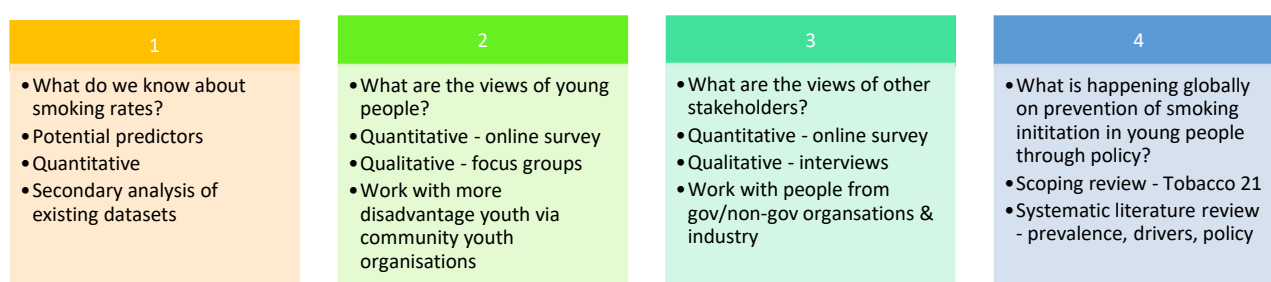 1
•What do we know about
smoking rates?
•Potential predictors
•Quantitative
•Secondary analysis of
existing datasets
2
•What are the views of young
people?
•Quantitative - online survey
•Qualitative - focus groups
•Work with more
disadvantage youth via
community youth
organisations
3
•What are the views of other
stakeholders?
•Quantitative - online survey
•Qualitative - interviews
•Work with people from
gov/non-gov organsations &
industry
4
•What is happening globally
on prevention of smoking
inititation in young people
through policy?
•Scoping review - Tobacco 21
•Systematic literature review
- prevalence, drivers, policy